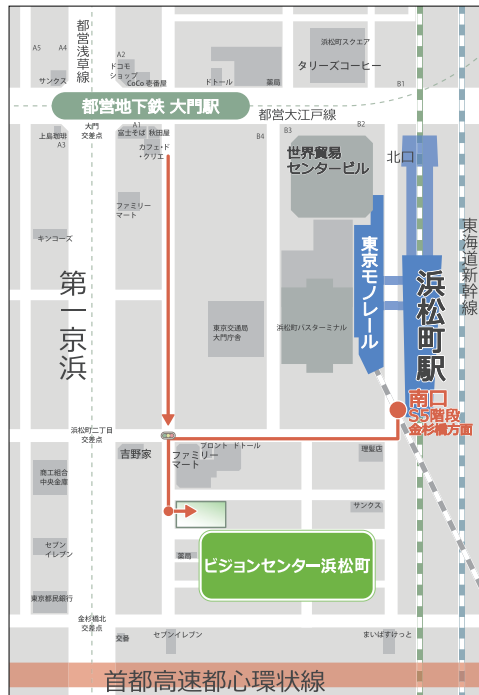 都営浅草線
A5
A4
A2
ドコモ
ショップ
サンクス
CoCo 壱番屋
ドトール
薬局
浜松町スクエア
タリーズコーヒー
B1
都営地下鉄 大門駅
都営大江戸線
大門
交差点
上島珈琲
A3
A1
富士そば 秋田屋
カフェ・ド
・クリエ
B4
B3
B2
世界貿易
センタービル
北口
ファミリー
マート
キンコーズ
第一京浜
東京モノレール
浜松町駅
東海道新幹線
東京交通局
大門庁舎
浜松町バスターミナル
南口
S5階段
金杉橋方面
浜松町二丁目
交差点
吉野家
ファミリー
マート
プロント ドトール
理髪店
商工組合
中央金庫
サンクス
セブン
イレブン
薬局
ビジョンセンター浜松町
東京都民銀行
金杉橋北
交差点
交番
セブンイレブン
まいばすけっと
首都高速都心環状線